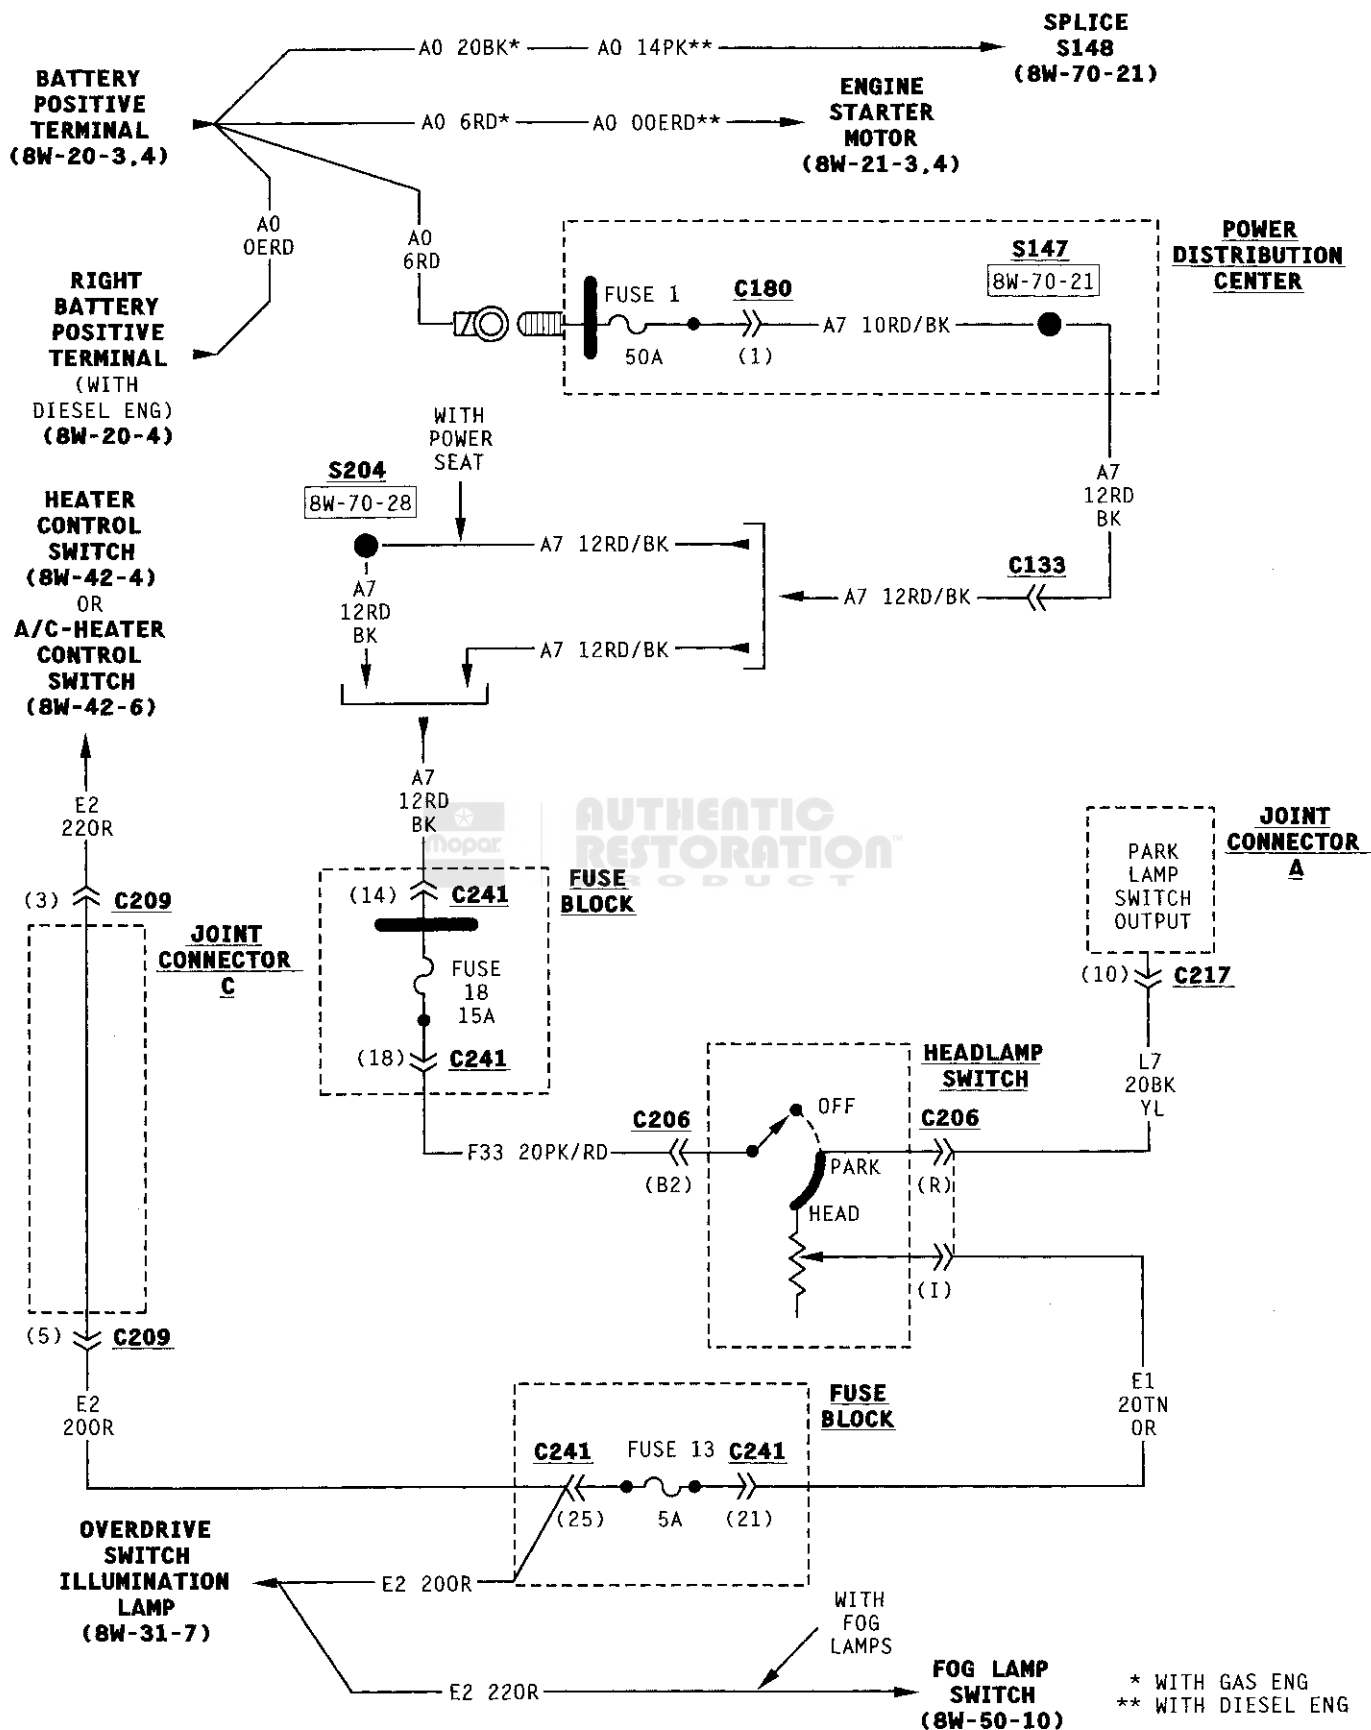 A0 20BK*
A0 14PK**
SPLICE
S148
(8W-70-21)
BATTERY
POSITIVE
TERMINAL
(8W-20-3,4)
A0 6RD*
A0 00ERD**
ENGINE
STARTER
MOTOR
(8W-21-3,4)
A0
0ERD
A0
6RD
RIGHT
BATTERY
POSITIVE
TERMINAL
(WITH
DIESEL ENG)
(8W-20-4)
POWER
DISTRIBUTION
CENTER
FUSE 1
50A
C180
(1)
A7 10RD/BK
S147
8W-70-21
A7
12RD
BK
WITH
POWER
SEAT
S204
8W-70-28
A7 12RD/BK
A7
12RD
BK
A7 12RD/BK
A7 12RD/BK
C133
HEATER
CONTROL
SWITCH
(8W-42-4)
OR
A/C-HEATER
CONTROL
SWITCH
(8W-42-6)
E2
22OR
A7
12RD
BK
Mopar
AUTHENTIC
RESTORATION™
PRODUCT
(3)
C209
JOINT
CONNECTOR
C
(14)
C241
FUSE
BLOCK
FUSE
18
15A
(18)
C241
JOINT
CONNECTOR
A
PARK
LAMP
SWITCH
OUTPUT
(10)
C217
L7
20BK
YL
HEADLAMP
SWITCH
F33 20PK/RD
C206
(B2)
OFF
PARK
HEAD
C206
(R)
(I)
(5)
C209
E2
20OR
E1
20TN
OR
FUSE
BLOCK
C241
FUSE 13
C241
(25)
5A
(21)
OVERDRIVE
SWITCH
ILLUMINATION
LAMP
(8W-31-7)
E2 20OR
WITH
FOG
LAMPS
E2 22OR
FOG LAMP
SWITCH
(8W-50-10)
* WITH GAS ENG
** WITH DIESEL ENG